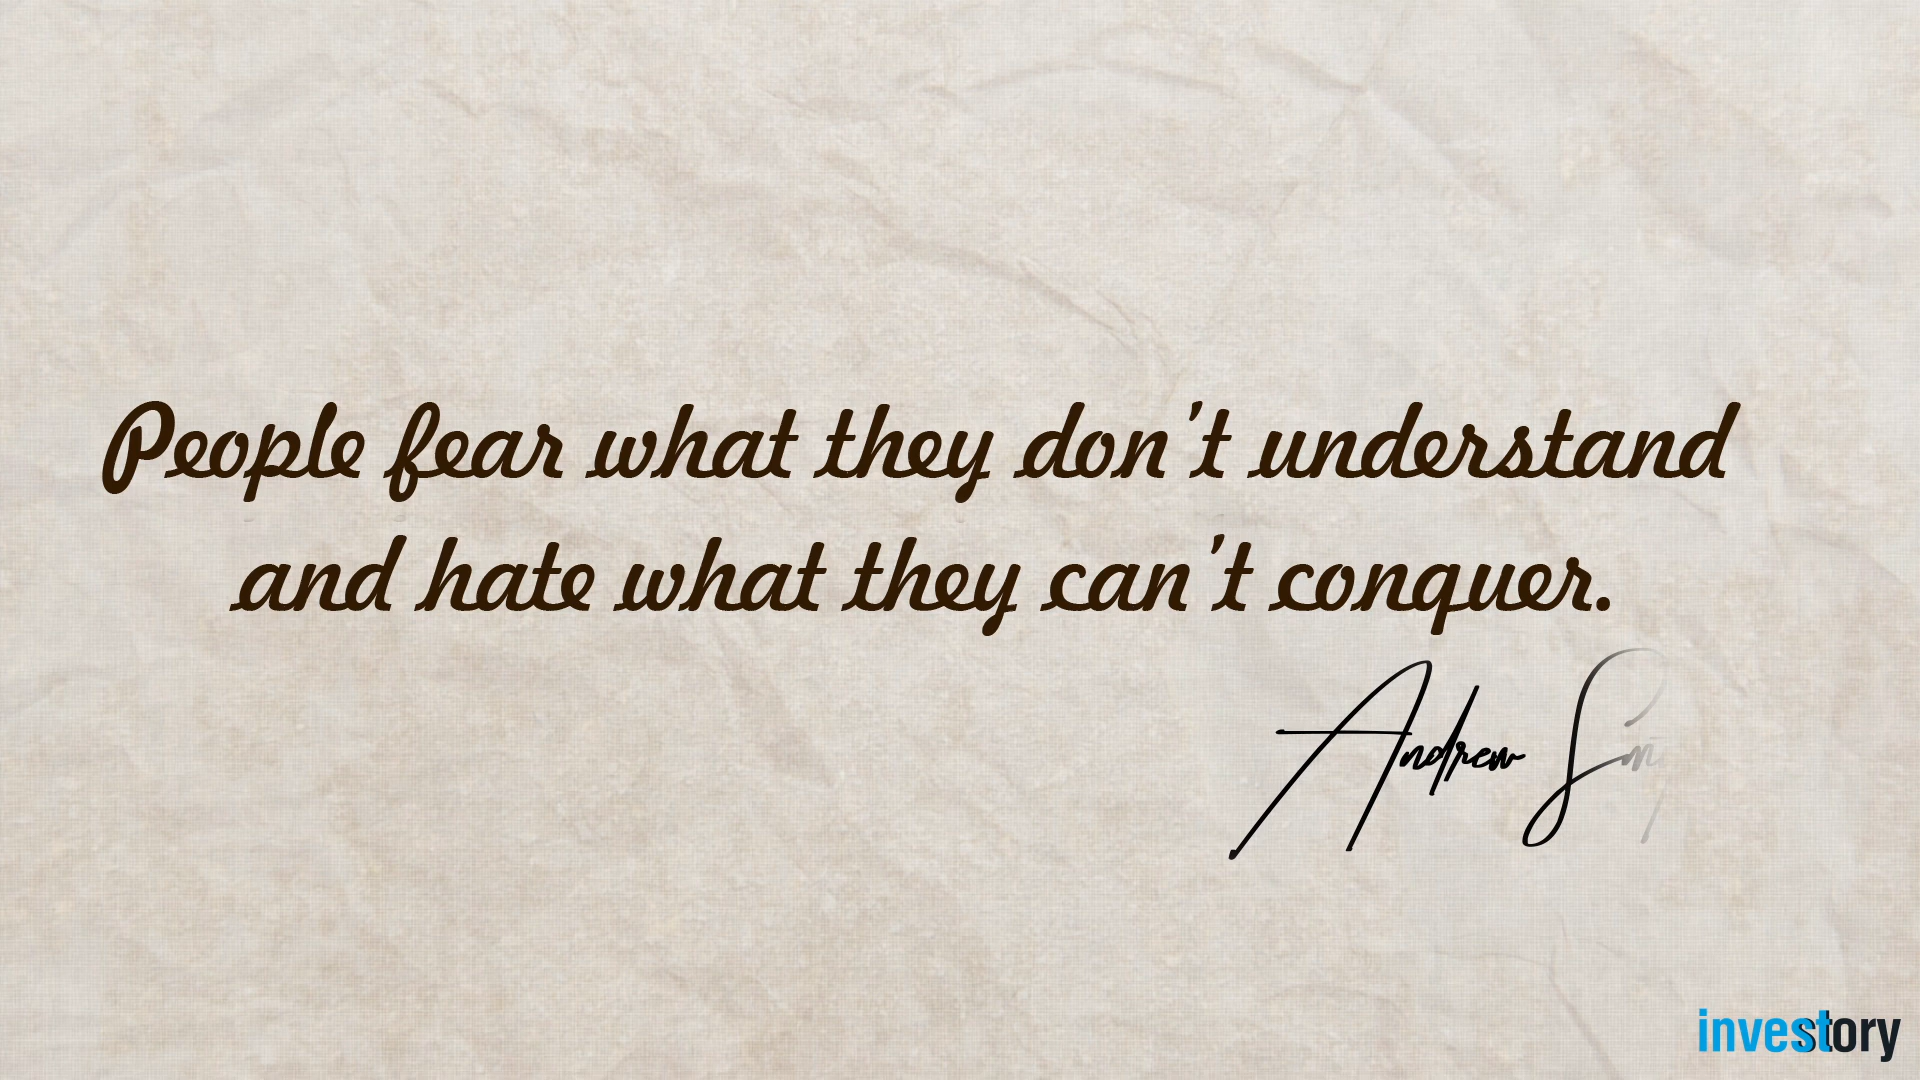 People fear what they don't understand
and hate what they can't conquer.
Andrew
investory